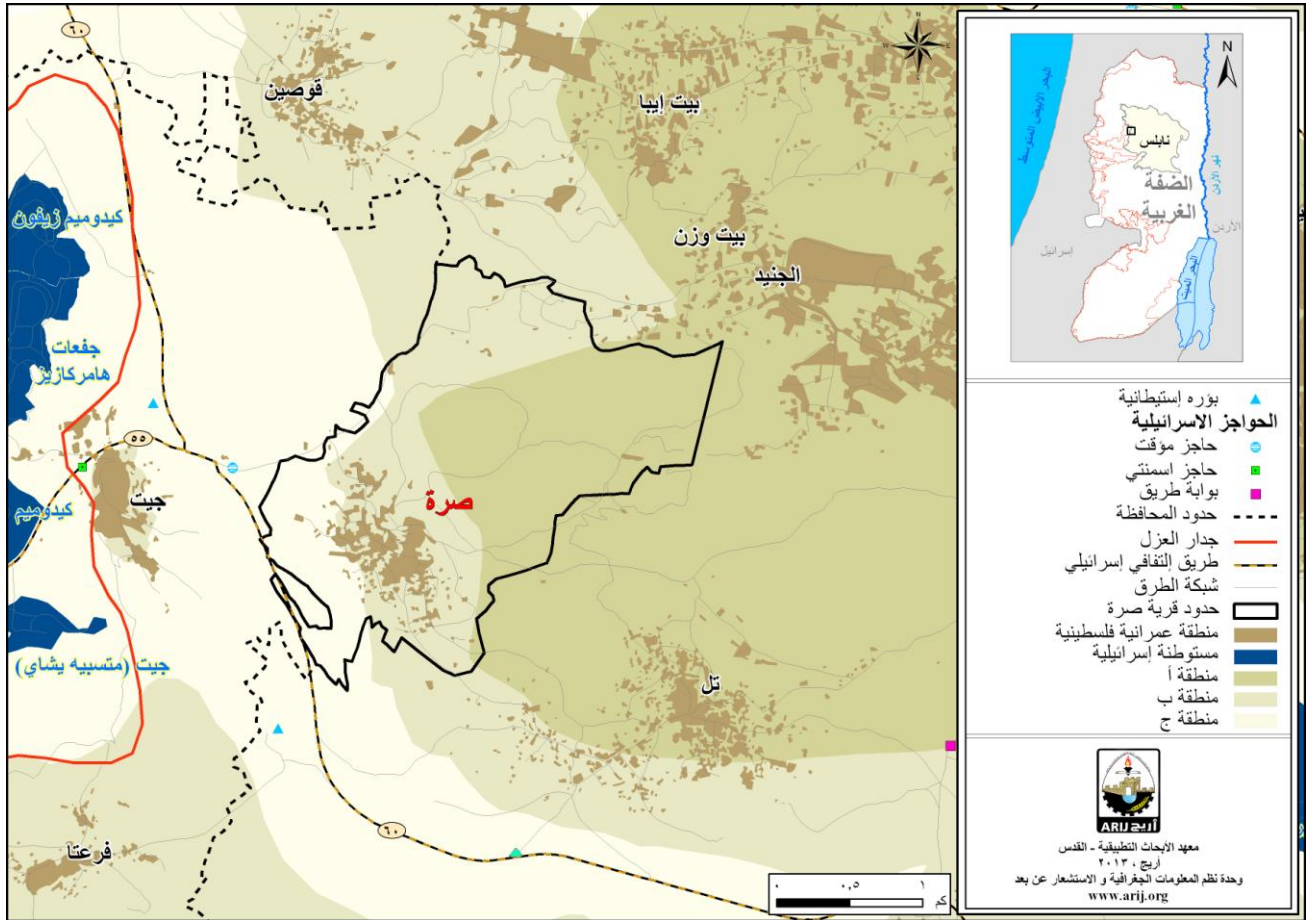 ٦٠
قوصين
بيت إيبا
كيدوميم زيفون
بيت وزن
الجنيد
جفعات
هامركازيز
٥٥
جيت
صرة
كيدوميم
جيت (متسبيه يشاي)
تل
٦٠
فرعتا
٠ ٠,٥ ١
كم
N
W E
S
N
البحر الابيض المتوسط
نابلس
نهر الاردن
الضفة
الغربية
الأردن
إسرائيل
البحر الميت
بؤره إستيطانية
الحواجز الاسرائيلية
حاجز مؤقت
حاجز اسمنتي
بوابة طريق
حدود المحافظة
جدار العزل
طريق إلتفافي إسرائيلي
شبكة الطرق
حدود قرية صرة
منطقة عمرانية فلسطينية
مستوطنة إسرائيلية
منطقة أ
منطقة ب
منطقة ج
ARIJ أريج
معهد الأبحاث التطبيقية - القدس
أريج ، ٢٠١٣
وحدة نظم المعلومات الجغرافية و الاستشعار عن بعد
www.arij.org